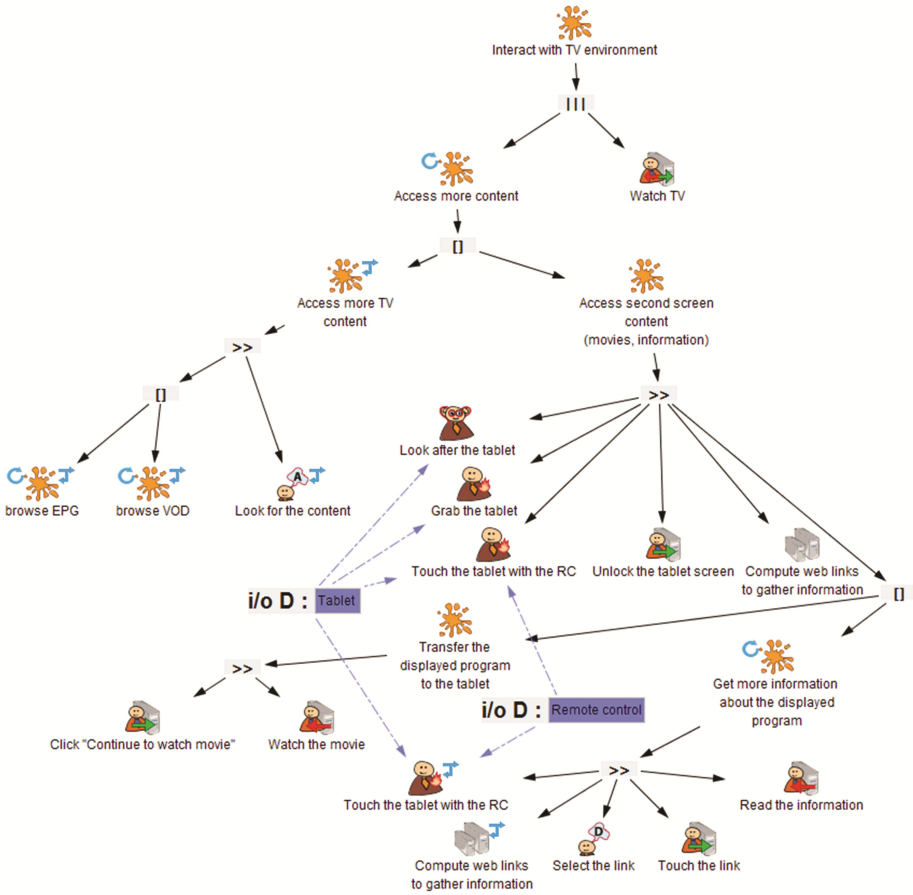 Interact with TV environment
|||
Access more content
Watch TV
[]
Access more TV
content
Access second screen
content
(movies, information)
>>
[]
>>
Look after the tablet
browse EPG
browse VOD
A
Look for the content
Grab the tablet
Touch the tablet with the RC
Unlock the tablet screen
Compute web links
to gather information
i/o D : Tablet
[]
Transfer the
displayed program
to the tablet
>>
Get more information
about the displayed
program
i/o D : Remote control
Click "Continue to watch movie"
Watch the movie
>>
Touch the tablet with the RC
Read the information
D
Compute web links
to gather information
Select the link
Touch the link